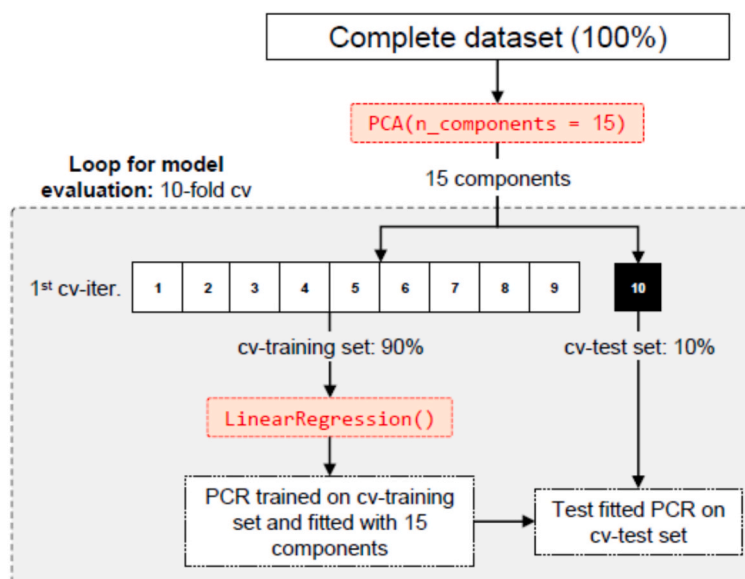 Complete dataset (100%)
PCA(n_components = 15)
Loop for model
evaluation: 10-fold cv
15 components
1st cv-iter.
1 2 3 4 5 6 7 8 9 10
cv-training set: 90%
cv-test set: 10%
LinearRegression()
PCR trained on cv-training
set and fitted with 15
components
Test fitted PCR on
cv-test set